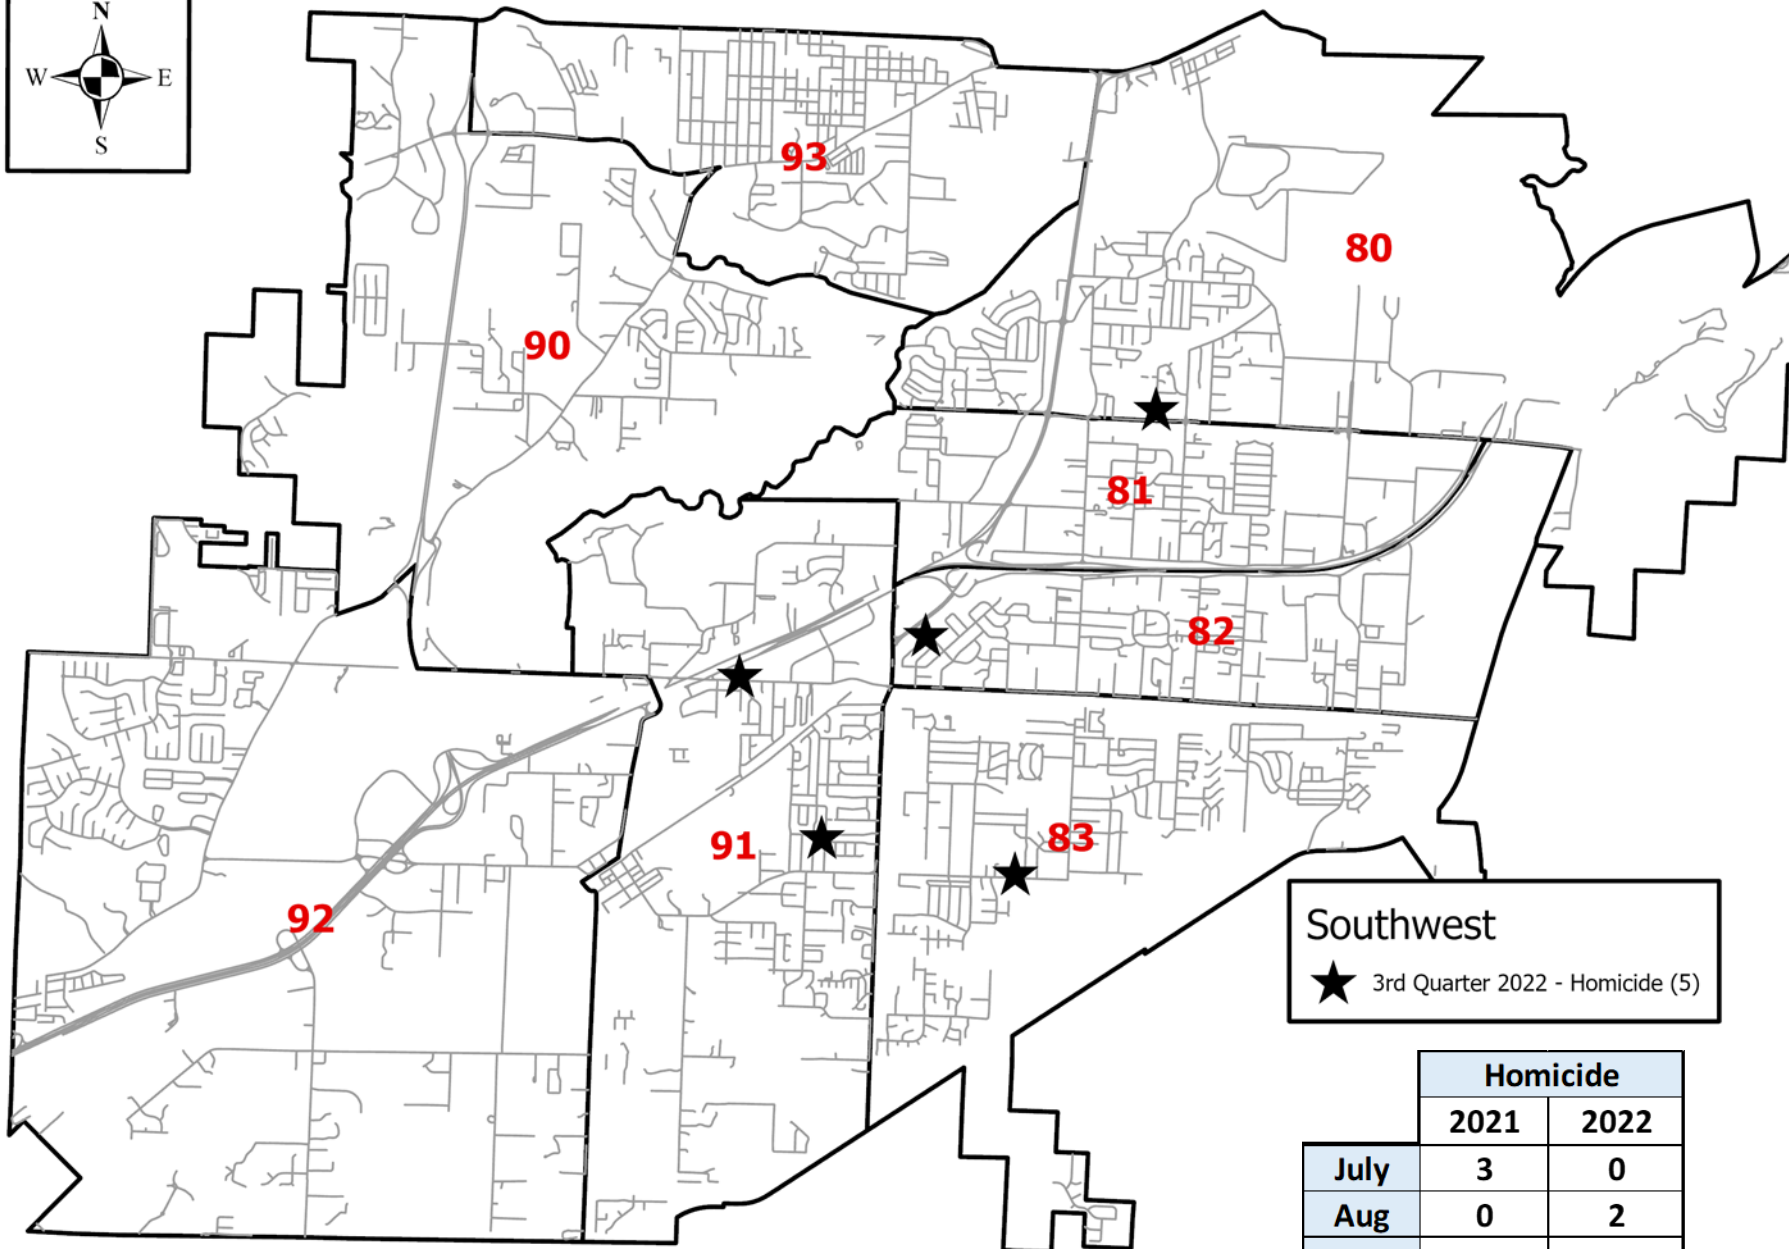 N
W E
S
93
80
90
81
82
91
83
92
Southwest
3rd Quarter 2022 - Homicide (5)
Homicide
2021 2022
July 3 0
Aug 0 2